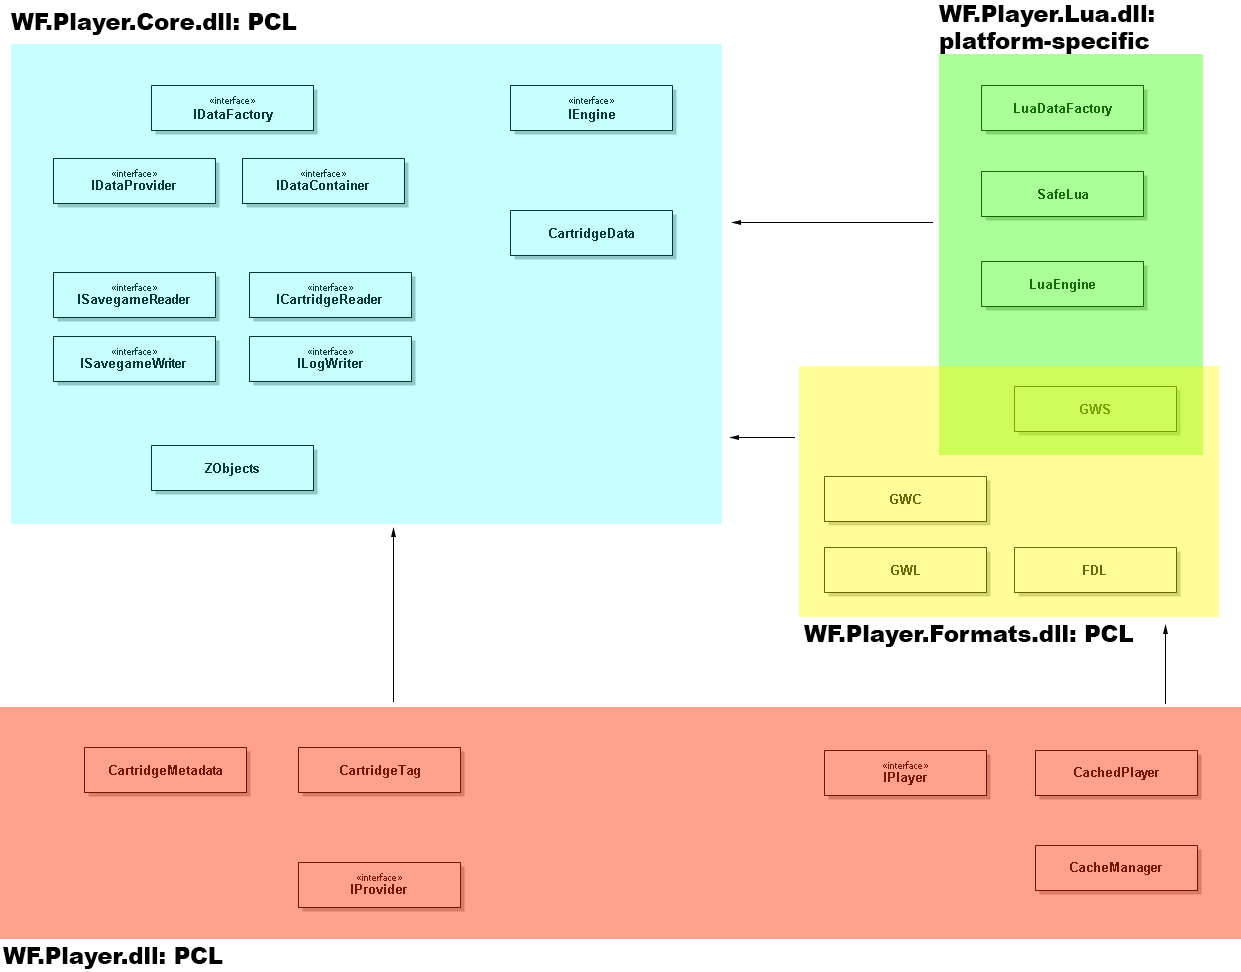 WF.Player.Core.dll: PCL
«interface»
IDataFactory
«interface»
IEngine
«interface»
IDataProvider
«interface»
IDataContainer
CartridgeData
«interface»
ISavegameReader
«interface»
ICartridgeReader
«interface»
ISavegameWriter
«interface»
ILogWriter
ZObjects
WF.Player.Lua.dll:
platform-specific
LuaDataFactory
SafeLua
LuaEngine
GWS
GWC
GWL
FDL
WF.Player.Formats.dll: PCL
CartridgeMetadata
CartridgeTag
«interface»
IProvider
«interface»
IPlayer
CachedPlayer
CacheManager
WF.Player.dll: PCL